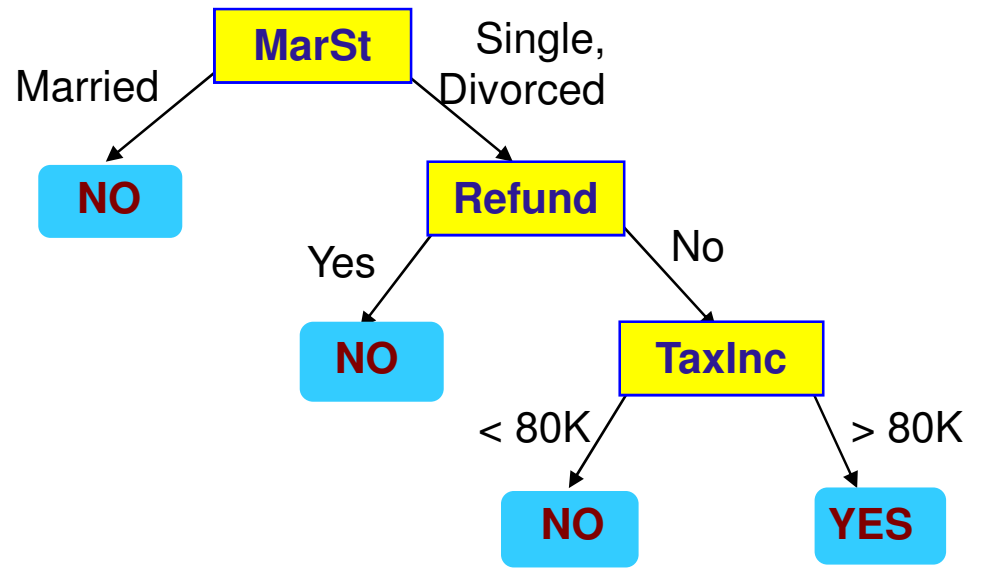 MarSt
Single,
Divorced
Married
NO
Refund
Yes
No
NO
TaxInc
< 80K
> 80K
NO
YES